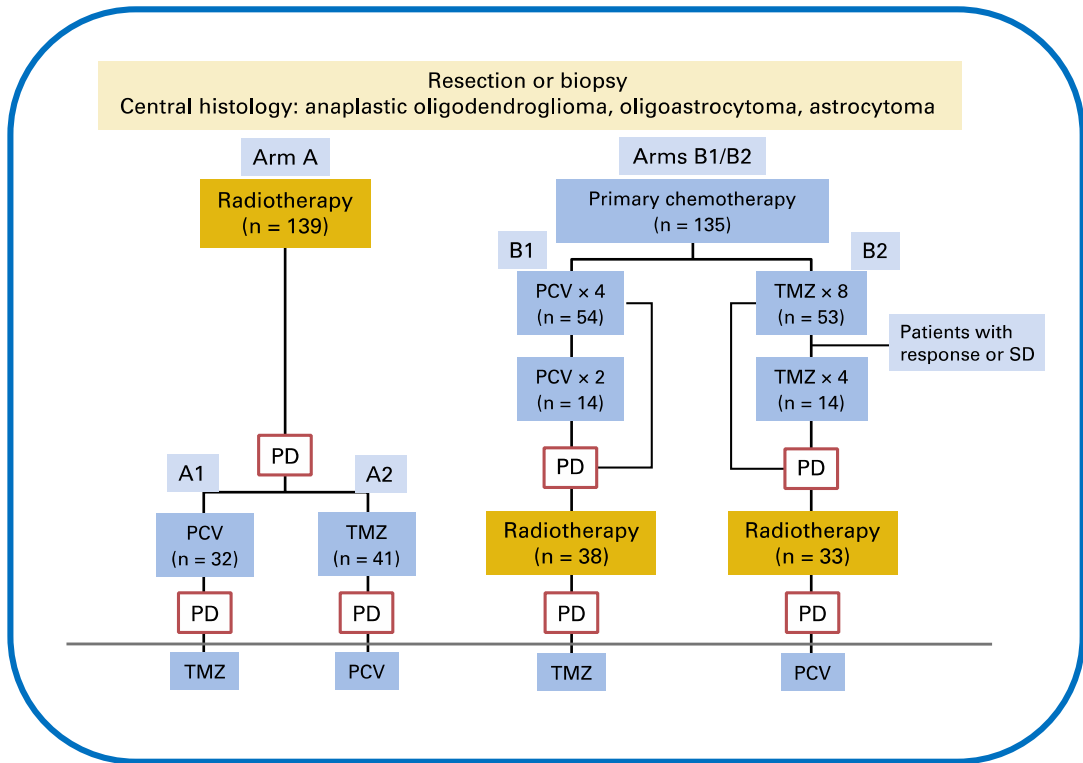 Resection or biopsy
Central histology: anaplastic oligodendroglioma, oligoastrocytoma, astrocytoma
Arm A
Radiotherapy
(n = 139)
PD
A1
A2
PCV
(n = 32)
TMZ
(n = 41)
PD
PD
TMZ
PCV
Arms B1/B2
Primary chemotherapy
(n = 135)
B1
B2
PCV × 4
(n = 54)
TMZ × 8
(n = 53)
Patients with
response or SD
PCV × 2
(n = 14)
TMZ × 4
(n = 14)
PD
PD
Radiotherapy
(n = 38)
Radiotherapy
(n = 33)
PD
PD
TMZ
PCV